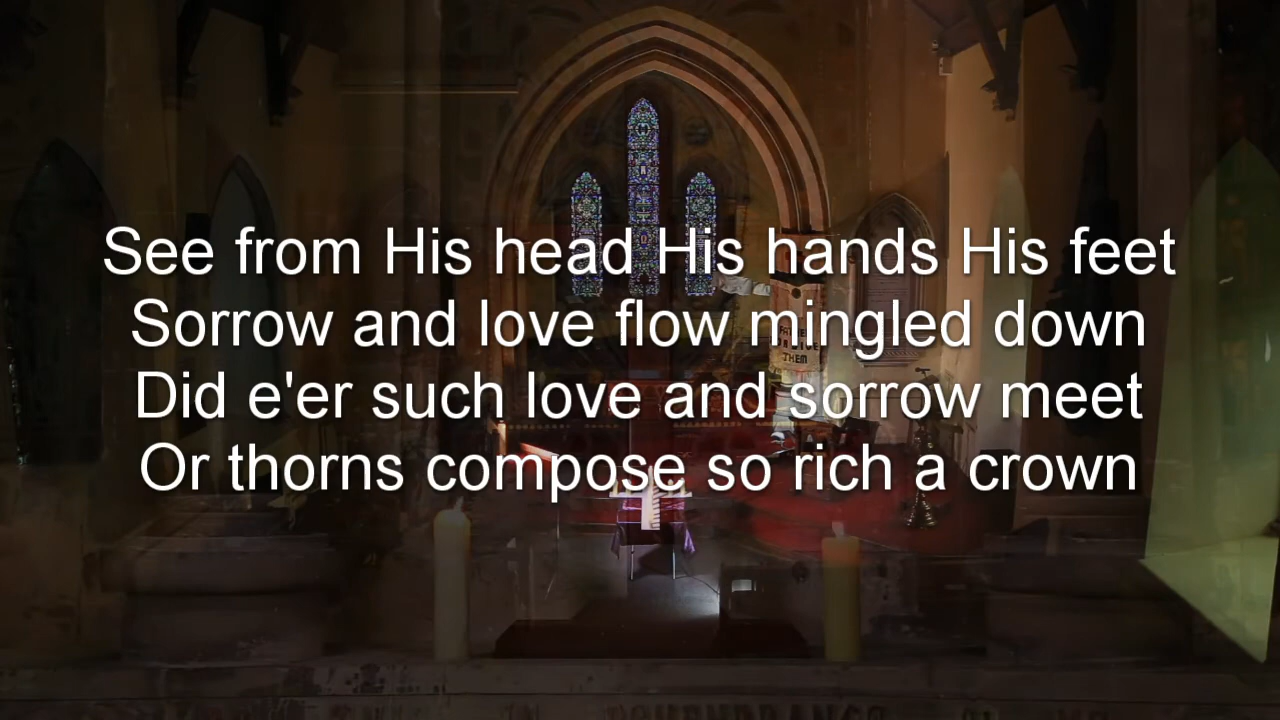 See from His head His hands His feet
Sorrow and love flow mingled down
Did e'er such love and sorrow meet
Or thorns compose so rich a crown
THEM